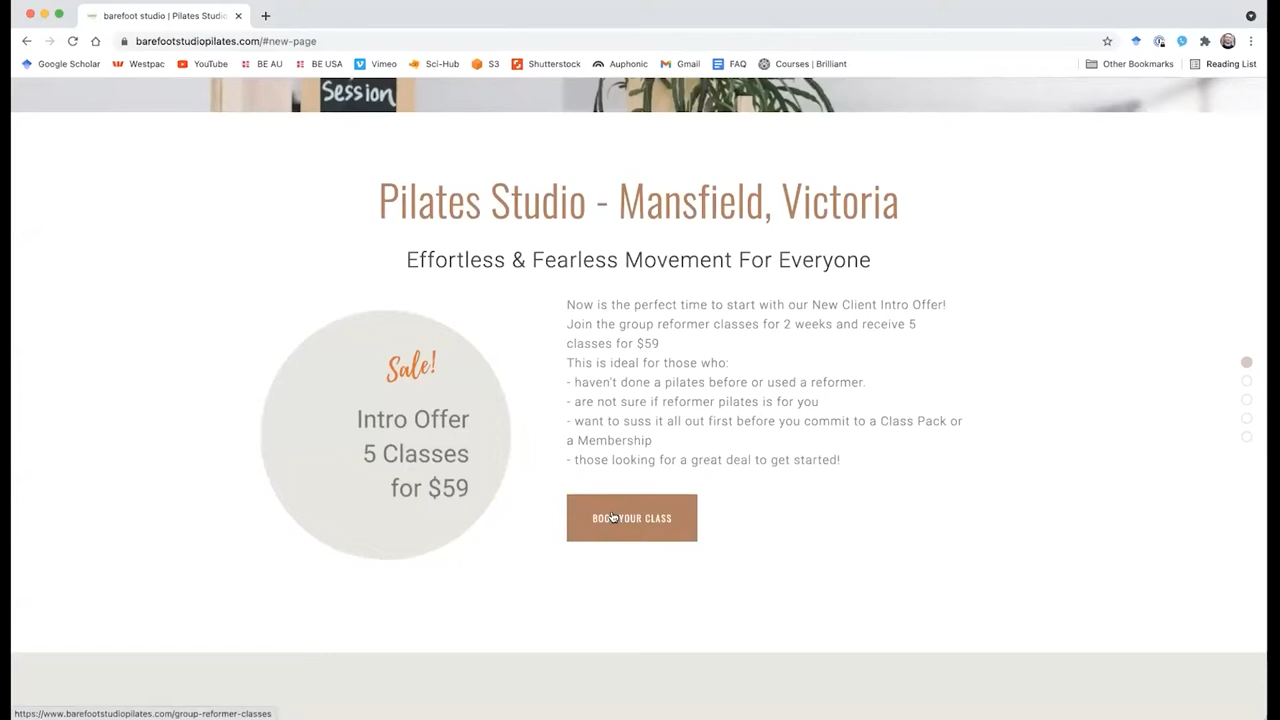 barefoot studio | Pilates Studio
barefootstudiopilates.com/#new-page
Google Scholar
Westpac
YouTube
BE AU
BE USA
Vimeo
Sci-Hub
S3
Shutterstock
Auphonic
Gmail
FAQ
Courses | Brilliant
Other Bookmarks
Reading List
Session
Pilates Studio - Mansfield, Victoria
Effortless & Fearless Movement For Everyone
Sale!
Intro Offer
5 Classes
for $59
Now is the perfect time to start with our New Client Intro Offer!
Join the group reformer classes for 2 weeks and receive 5
classes for $59
This is ideal for those who:
- haven't done a pilates before or used a reformer.
- are not sure if reformer pilates is for you
- want to suss it all out first before you commit to a Class Pack or
a Membership
- those looking for a great deal to get started!
BOOK YOUR CLASS
https://www.barefootstudiopilates.com/group-reformer-classes